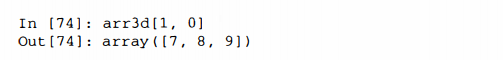 In [74]: arr3d[1, 0]
Out[74]: array([7, 8, 9])